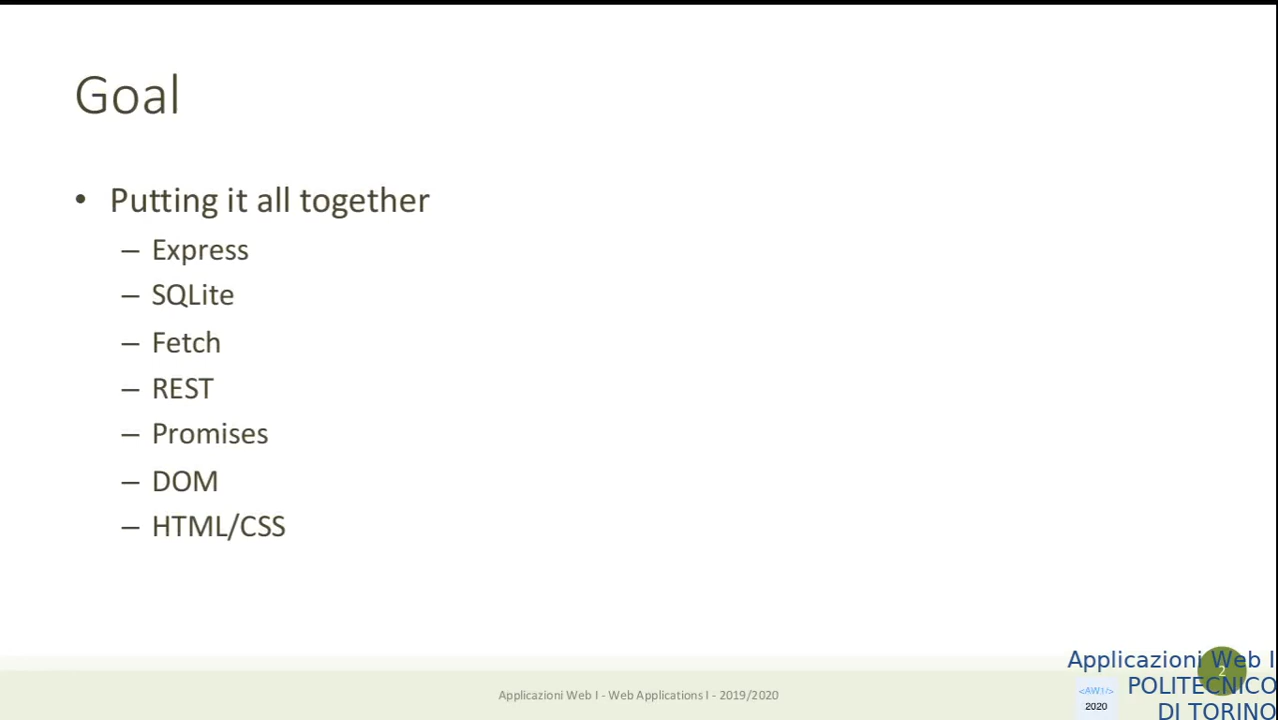 Goal
• Putting it all together
– Express
– SQLite
– Fetch
– REST
– Promises
– DOM
– HTML/CSS
Applicazioni Web I - Web Applications I - 2019/2020
2
Applicazioni Web I
POLITECNICO
DI TORINO
<AW1/>
2020